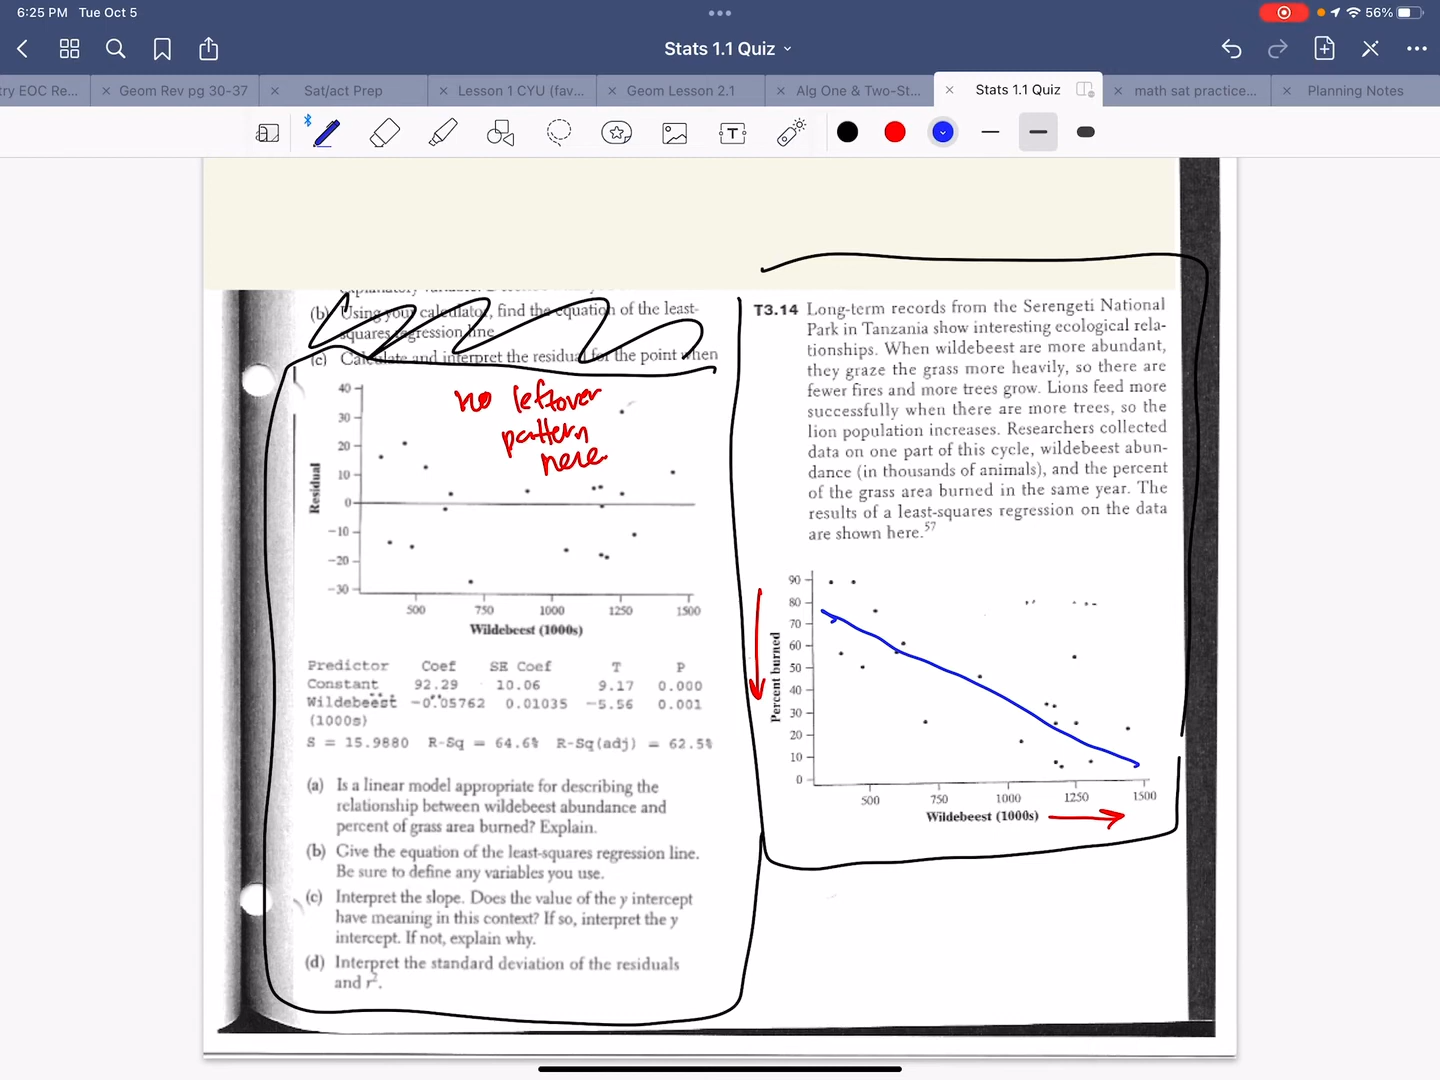 6:25 PM Tue Oct 5
56%
Stats 1.1 Quiz
try EOC Re...
Geom Rev pg 30-37
Sat/act Prep
Lesson 1 CYU (fav...
Geom Lesson 2.1
Alg One & Two-St...
Stats 1.1 Quiz
math sat practice...
Planning Notes
(b) Using your calculator, find the equation of the least-
squares regression line.
(c) Calculate and interpret the residual for the point when
no leftover
pattern
here.
40
30
20
10
0
-10
-20
-30
Residual
500 750 1000 1250 1500
Wildebeest (1000s)
Predictor Coef SE Coef T P
Constant 92.29 10.06 9.17 0.000
Wildebeest -0.05762 0.01035 -5.56 0.001
(1000s)
S = 15.9880 R-Sq = 64.6% R-Sq(adj) = 62.5%
(a) Is a linear model appropriate for describing the
relationship between wildebeest abundance and
percent of grass area burned? Explain.
(b) Give the equation of the least-squares regression line.
Be sure to define any variables you use.
(c) Interpret the slope. Does the value of the y intercept
have meaning in this context? If so, interpret the y
intercept. If not, explain why.
(d) Interpret the standard deviation of the residuals
and r².
T3.14 Long-term records from the Serengeti National
Park in Tanzania show interesting ecological rela-
tionships. When wildebeest are more abundant,
they graze the grass more heavily, so there are
fewer fires and more trees grow. Lions feed more
successfully when there are more trees, so the
lion population increases. Researchers collected
data on one part of this cycle, wildebeest abun-
dance (in thousands of animals), and the percent
of the grass area burned in the same year. The
results of a least-squares regression on the data
are shown here.57
90
80
70
60
50
40
30
20
10
0
Percent burned
500 750 1000 1250 1500
Wildebeest (1000s)